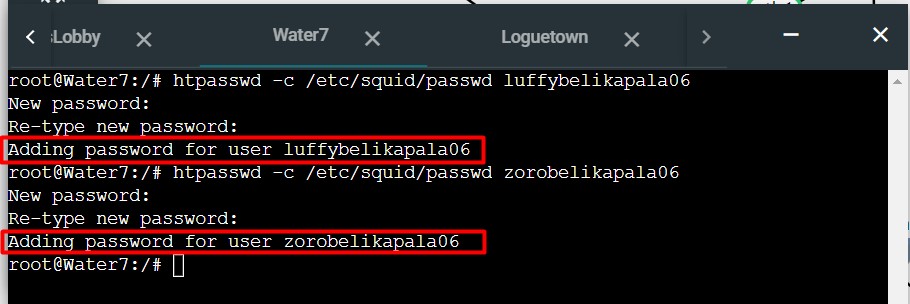 sLobby
Water7
Loguetown
root@Water7:/# htpasswd -c /etc/squid/passwd luffybelikapala06
New password:
Re-type new password:
Adding password for user luffybelikapala06
root@Water7:/# htpasswd -c /etc/squid/passwd zorobelikapala06
New password:
Re-type new password:
Adding password for user zorobelikapala06
root@Water7:/#